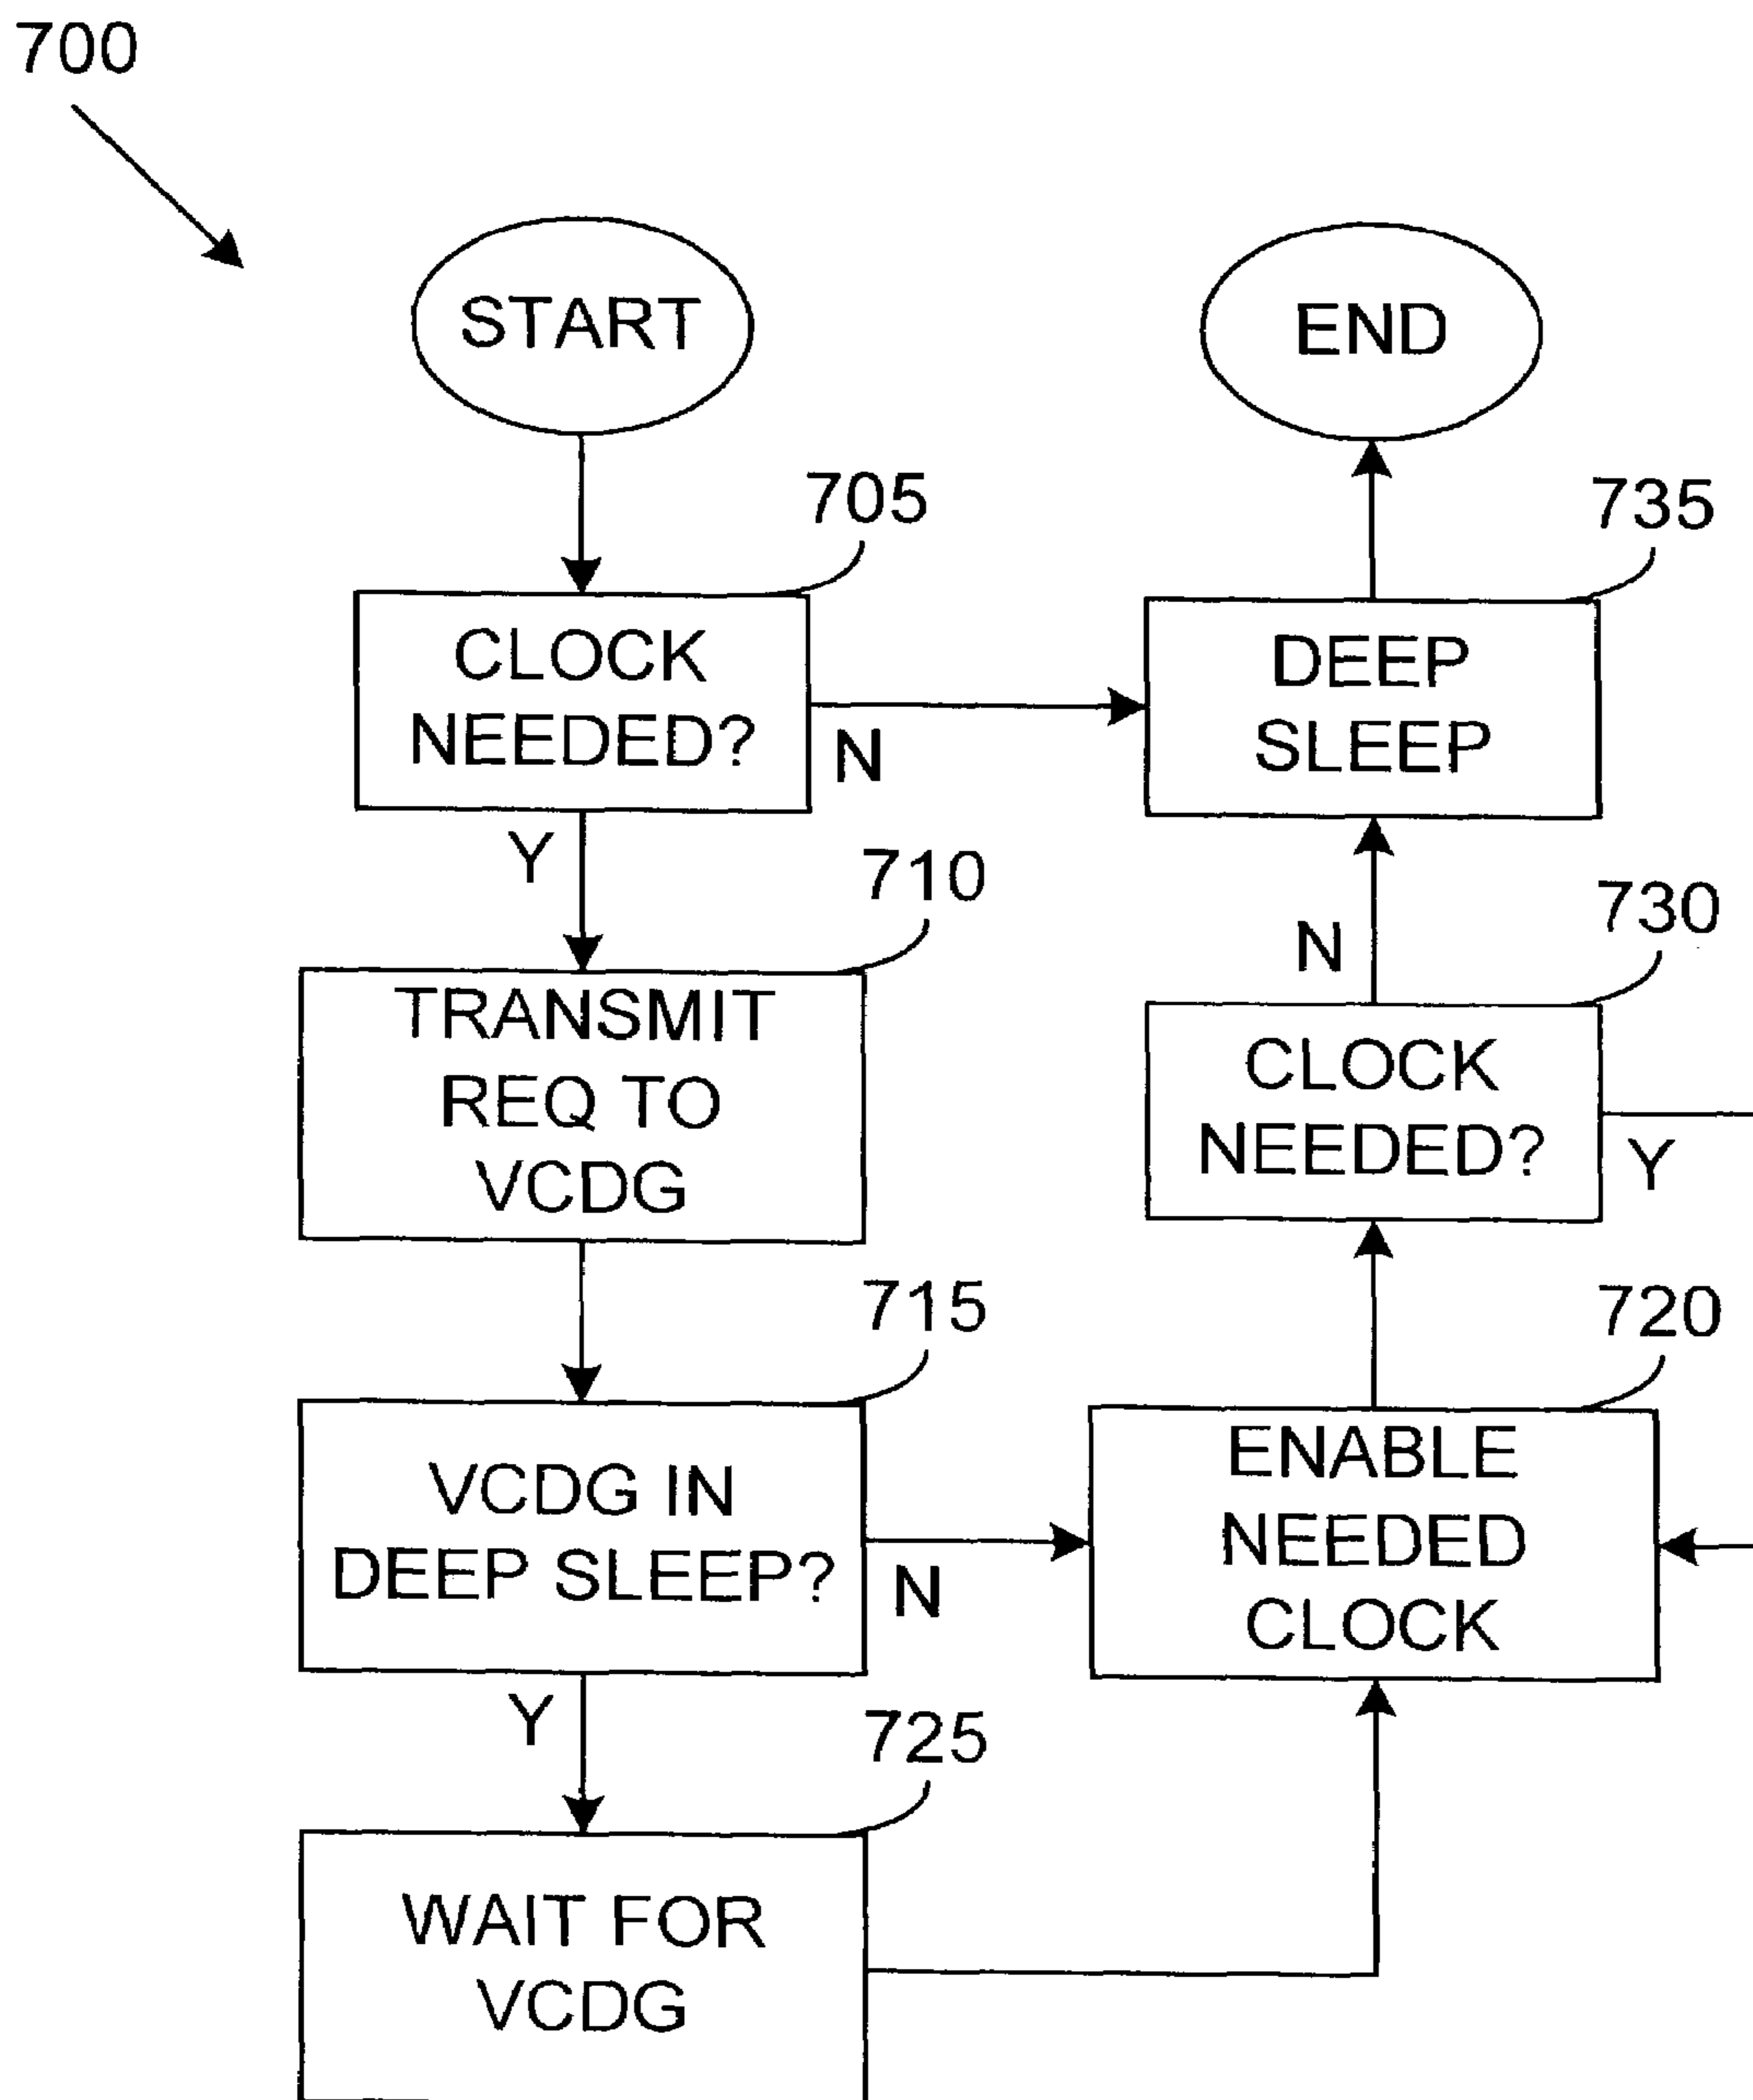 700
START
END
705
735
CLOCK
NEEDED?
DEEP
SLEEP
N
Y
710
730
N
TRANSMIT
REQ TO
VCDG
CLOCK
NEEDED?
Y
715
720
VCDG IN
DEEP SLEEP?
ENABLE
NEEDED
CLOCK
N
Y
725
WAIT FOR
VCDG